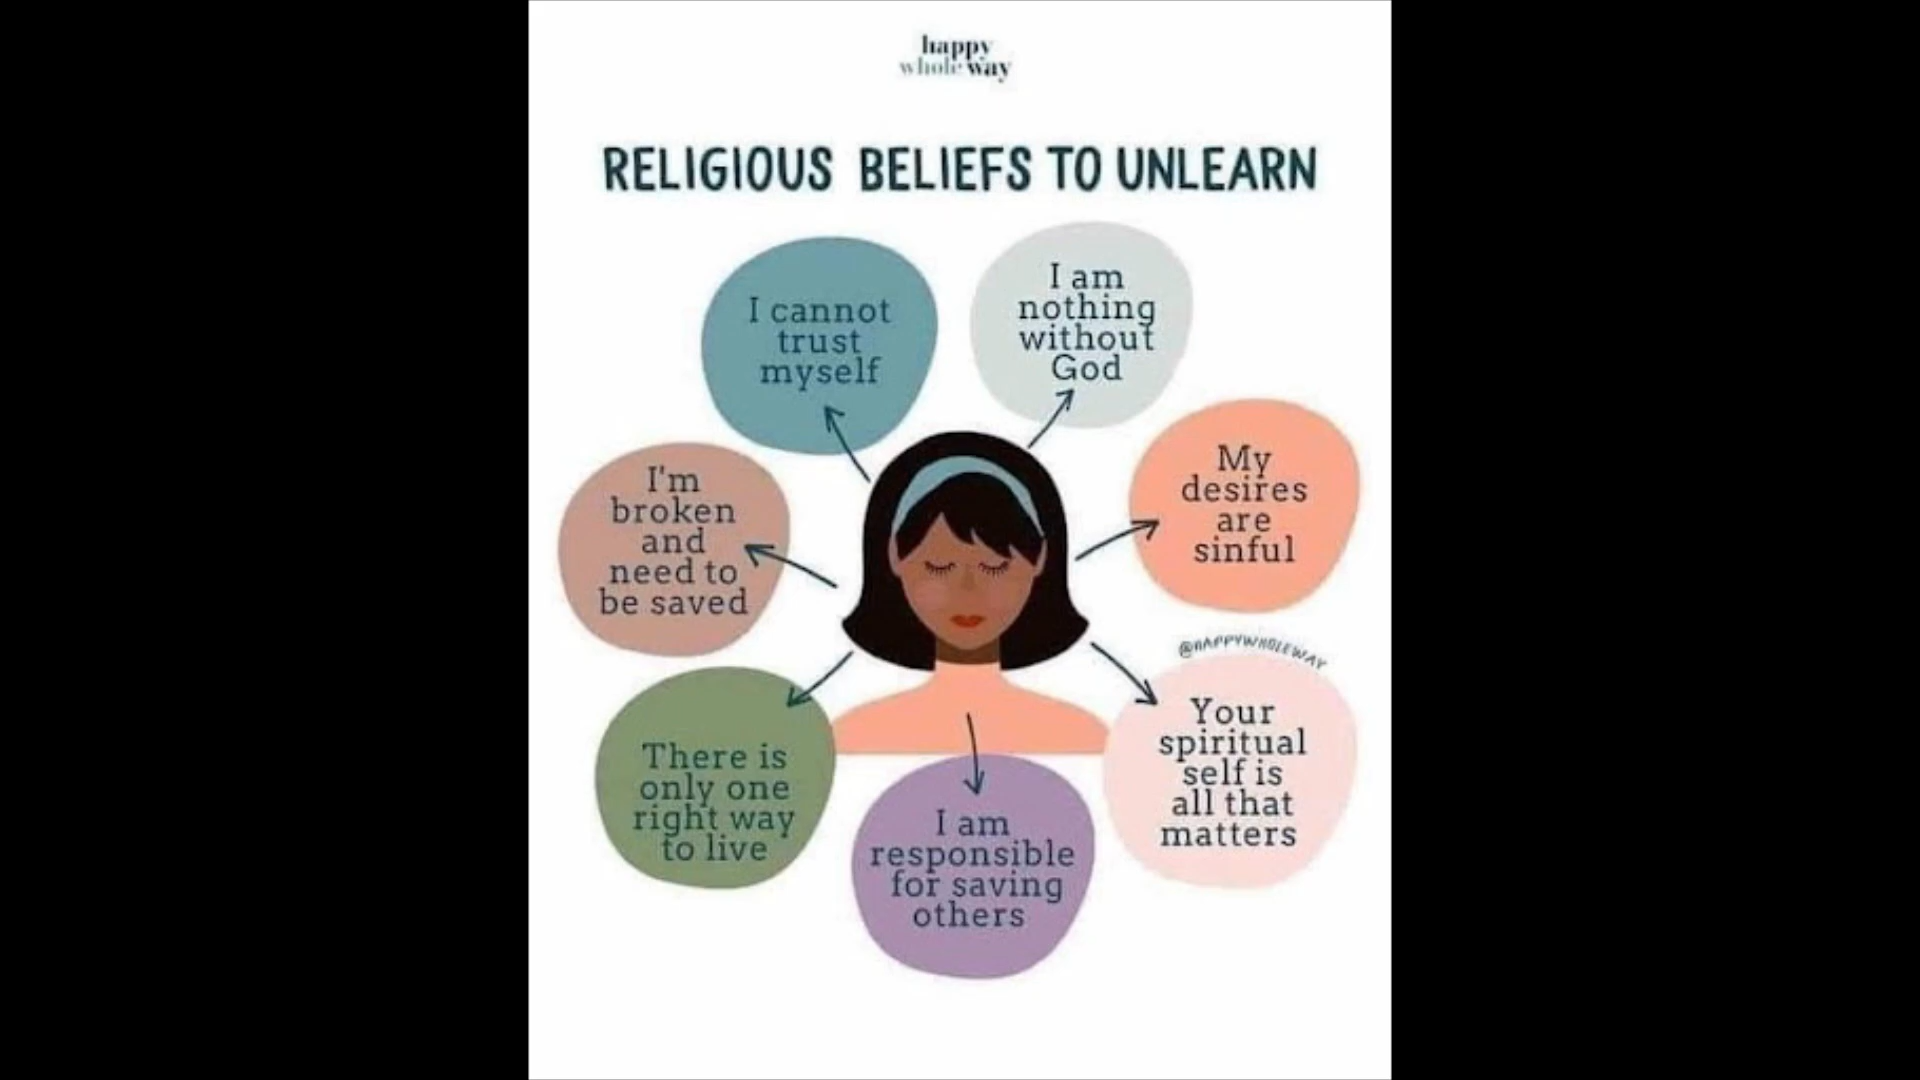 happy
whole way
RELIGIOUS BELIEFS TO UNLEARN
I cannot
trust
myself
I am
nothing
without
God
My
desires
are
sinful
I'm
broken
and
need to
be saved
@HAPPYWHOLEWAY
Your
spiritual
self is
all that
matters
There is
only one
right way
to live
I am
responsible
for saving
others